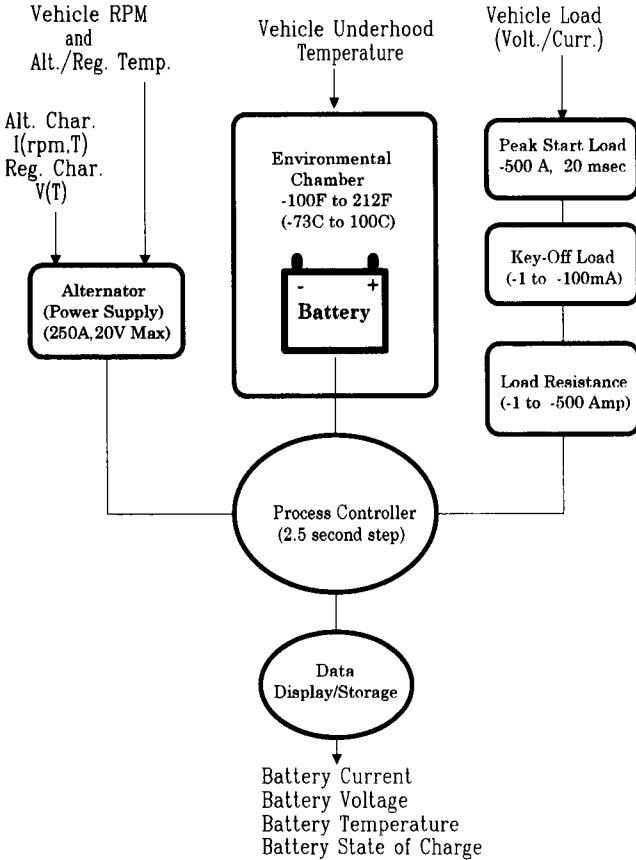 Vehicle RPM
and
Alt./Reg. Temp.
Alt. Char.
I(rpm,T)
Reg. Char.
V(T)
Alternator
(Power Supply)
(250A,20V Max)
Vehicle Underhood
Temperature
Environmental
Chamber
-100F to 212F
(-73C to 100C)
- +
Battery
Vehicle Load
(Volt./Curr.)
Peak Start Load
-500 A, 20 msec
Key-Off Load
(-1 to -100mA)
Load Resistance
(-1 to -500 Amp)
Process Controller
(2.5 second step)
Data
Display/Storage
Battery Current
Battery Voltage
Battery Temperature
Battery State of Charge